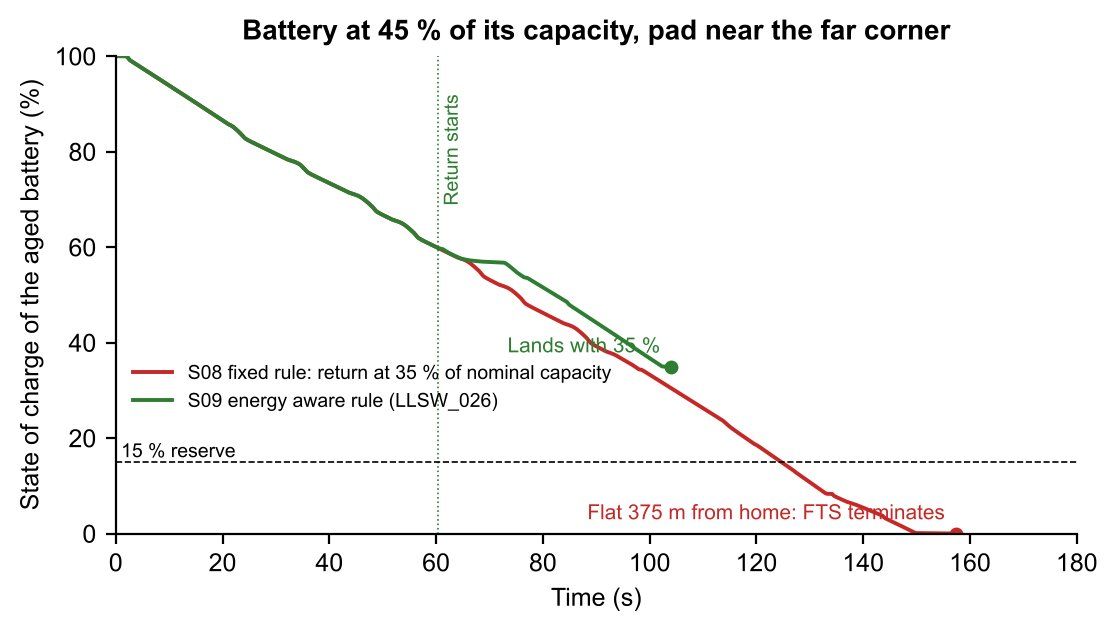 Battery at 45 % of its capacity, pad near the far corner
State of charge of the aged battery (%)
100
80
60
40
20
0
Return starts
Lands with 35 %
S08 fixed rule: return at 35 % of nominal capacity
S09 energy aware rule (LLSW_026)
15 % reserve
Flat 375 m from home: FTS terminates
0 20 40 60 80 100 120 140 160 180
Time (s)